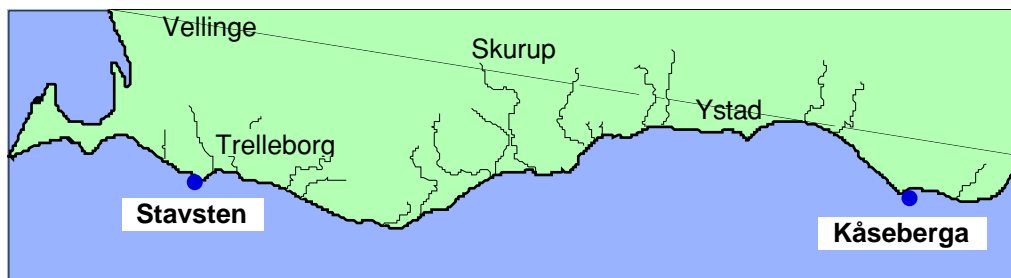 Vellinge
Skurup
Ystad
Trelleborg
Stavsten
Kåseberga